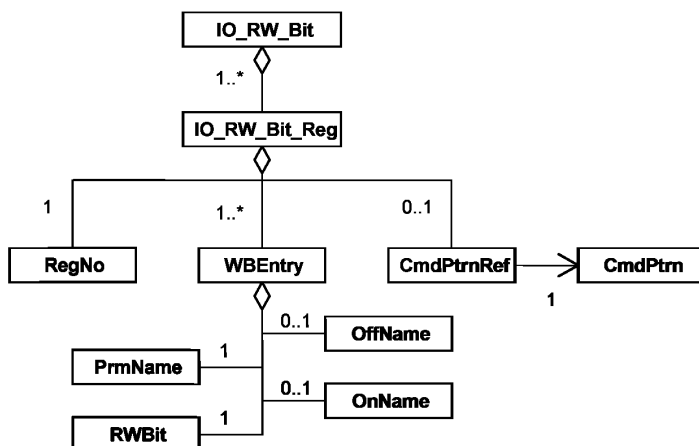 IO_RW_Bit
1..*
IO_RW_Bit_Reg
1
1..*
0..1
RegNo
WBEntry
CmdPtrnRef
CmdPtrn
1
0..1
OffName
PrmName
1
0..1
OnName
RWBit
1